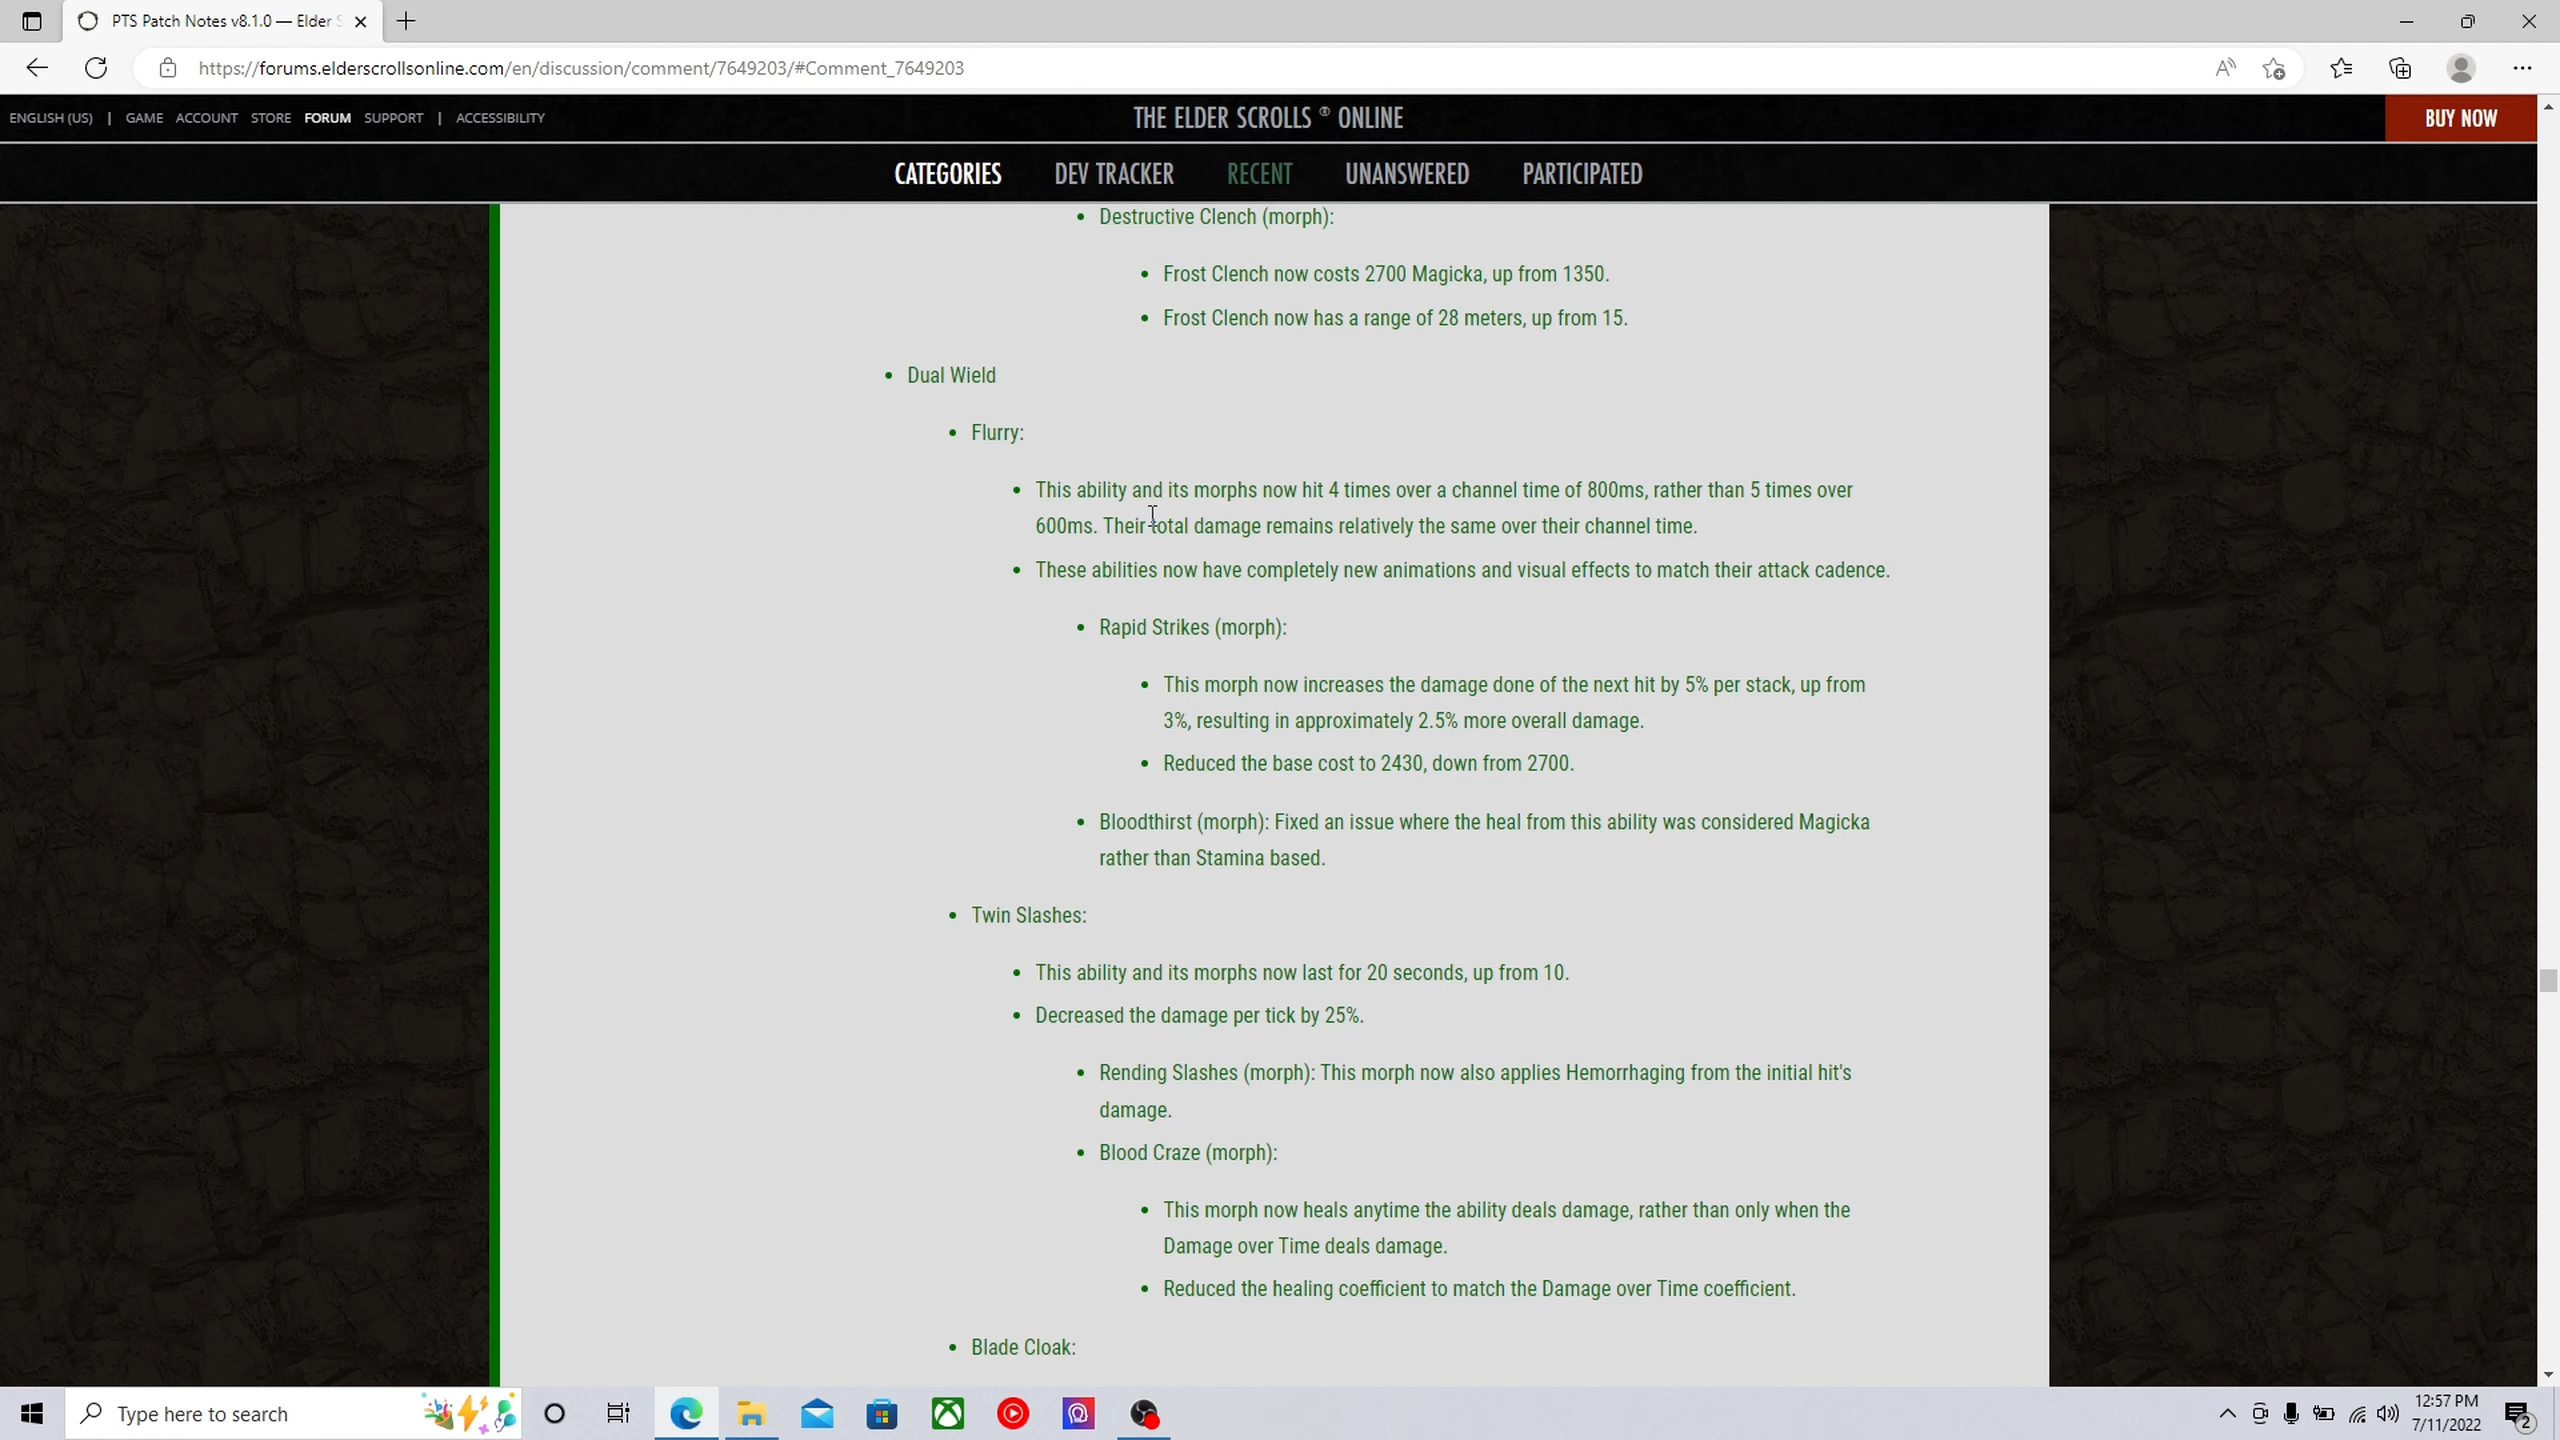 PTS Patch Notes v8.1.0 — Elder S
https://forums.elderscrollsonline.com/en/discussion/comment/7649203/#Comment_7649203
ENGLISH (US) | GAME ACCOUNT STORE FORUM SUPPORT | ACCESSIBILITY
THE ELDER SCROLLS ® ONLINE
BUY NOW
CATEGORIES DEV TRACKER RECENT UNANSWERED PARTICIPATED
• Destructive Clench (morph):
• Frost Clench now costs 2700 Magicka, up from 1350.
• Frost Clench now has a range of 28 meters, up from 15.
• Dual Wield
• Flurry:
• This ability and its morphs now hit 4 times over a channel time of 800ms, rather than 5 times over
600ms. Their total damage remains relatively the same over their channel time.
• These abilities now have completely new animations and visual effects to match their attack cadence.
• Rapid Strikes (morph):
• This morph now increases the damage done of the next hit by 5% per stack, up from
3%, resulting in approximately 2.5% more overall damage.
• Reduced the base cost to 2430, down from 2700.
• Bloodthirst (morph): Fixed an issue where the heal from this ability was considered Magicka
rather than Stamina based.
• Twin Slashes:
• This ability and its morphs now last for 20 seconds, up from 10.
• Decreased the damage per tick by 25%.
• Rending Slashes (morph): This morph now also applies Hemorrhaging from the initial hit's
damage.
• Blood Craze (morph):
• This morph now heals anytime the ability deals damage, rather than only when the
Damage over Time deals damage.
• Reduced the healing coefficient to match the Damage over Time coefficient.
• Blade Cloak:
Type here to search
12:57 PM
7/11/2022
2